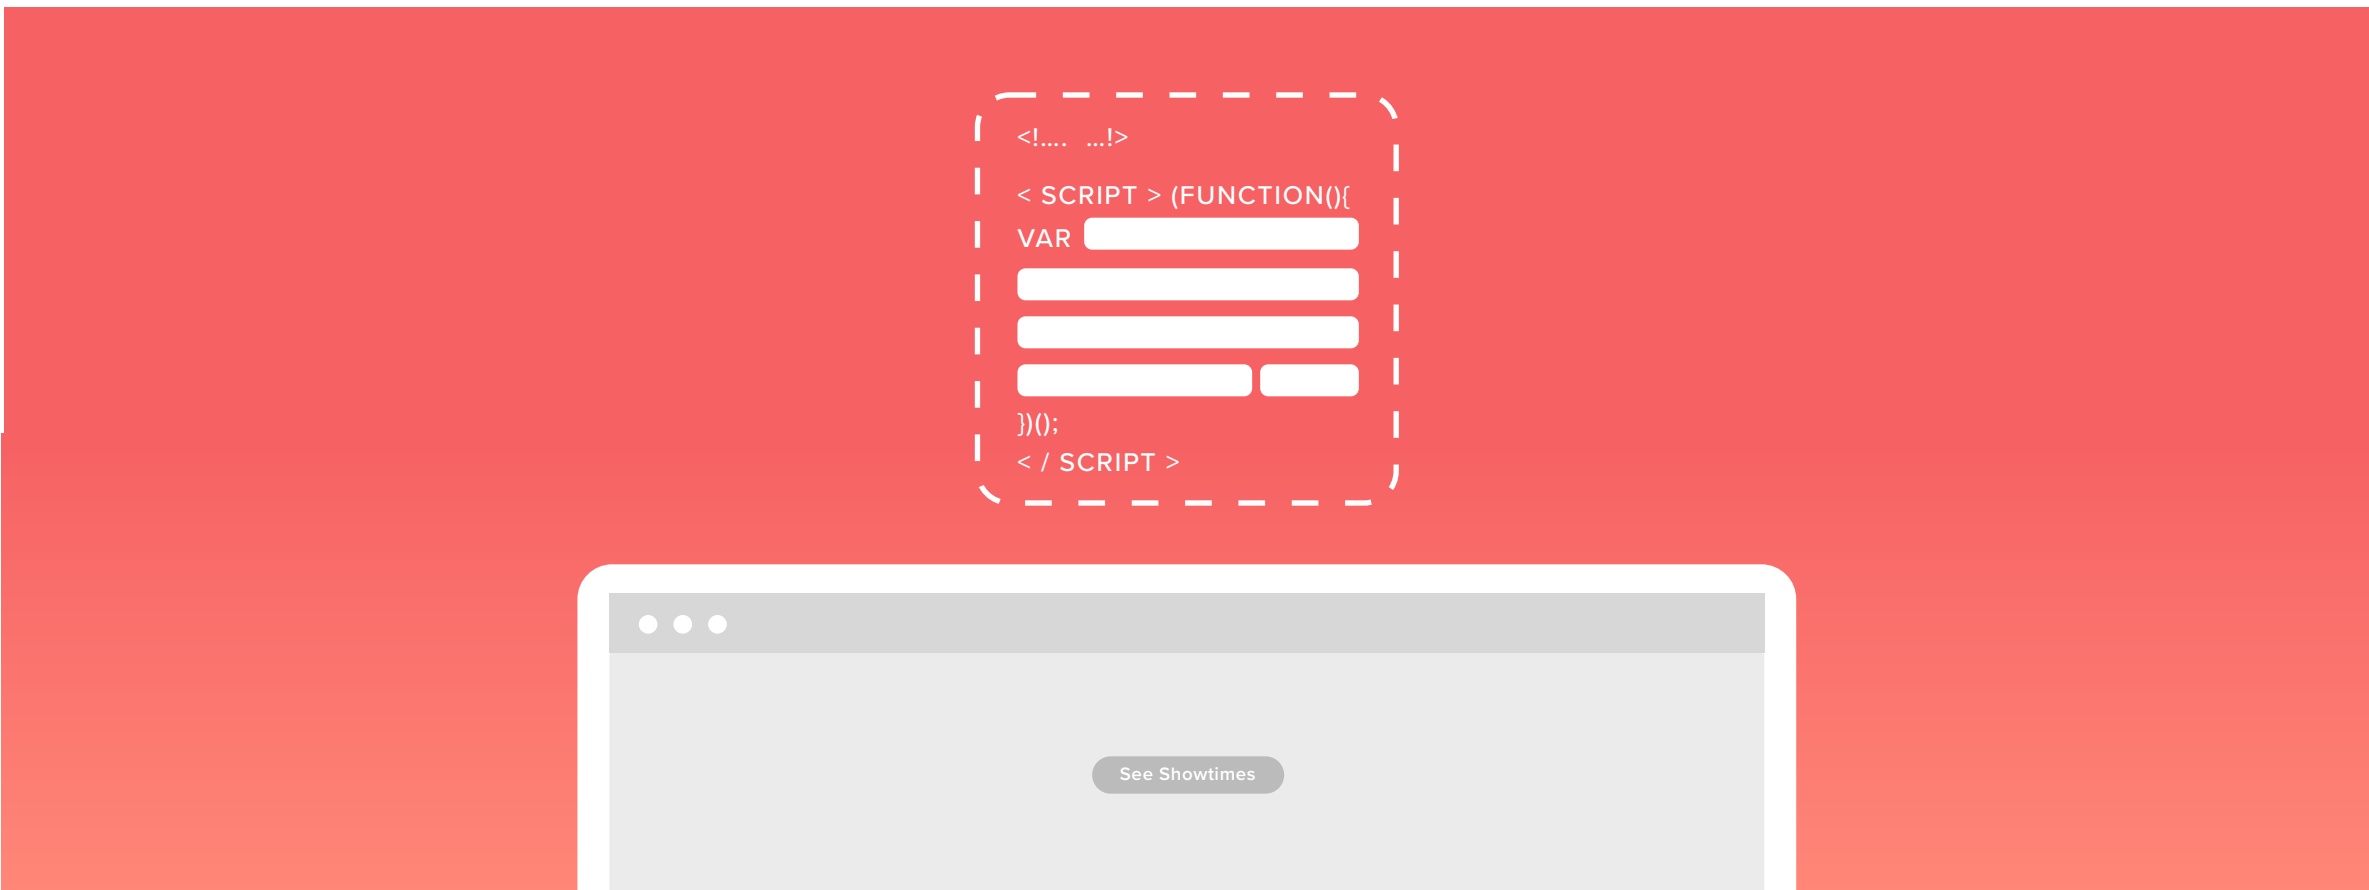 <!.... ...!>
< SCRIPT > (FUNCTION(){
VAR
})();
< / SCRIPT >
See Showtimes